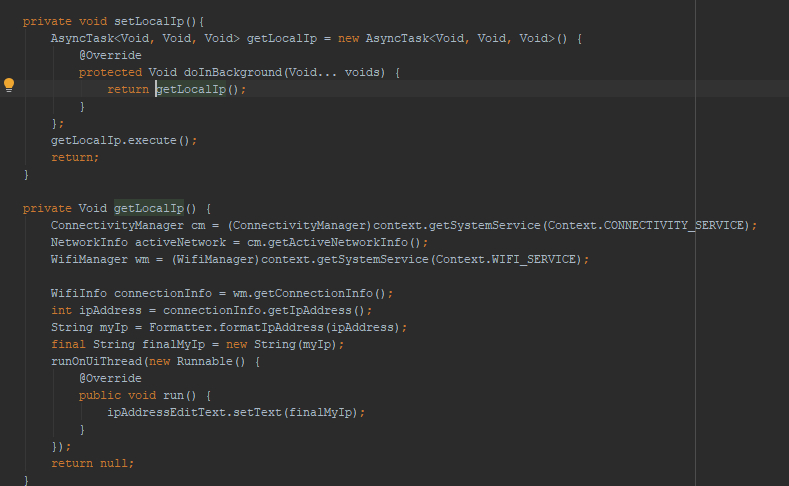 private void setLocalIp(){
    AsyncTask<Void, Void, Void> getLocalIp = new AsyncTask<Void, Void, Void>() {
        @Override
        protected Void doInBackground(Void... voids) {
            return getLocalIp();
        }
    };
    getLocalIp.execute();
    return;
}

private Void getLocalIp() {
    ConnectivityManager cm = (ConnectivityManager)context.getSystemService(Context.CONNECTIVITY_SERVICE);
    NetworkInfo activeNetwork = cm.getActiveNetworkInfo();
    WifiManager wm = (WifiManager)context.getSystemService(Context.WIFI_SERVICE);

    WifiInfo connectionInfo = wm.getConnectionInfo();
    int ipAddress = connectionInfo.getIpAddress();
    String myIp = Formatter.formatIpAddress(ipAddress);
    final String finalMyIp = new String(myIp);
    runOnUiThread(new Runnable() {
        @Override
        public void run() {
            ipAddressEditText.setText(finalMyIp);
        }
    });
    return null;
}